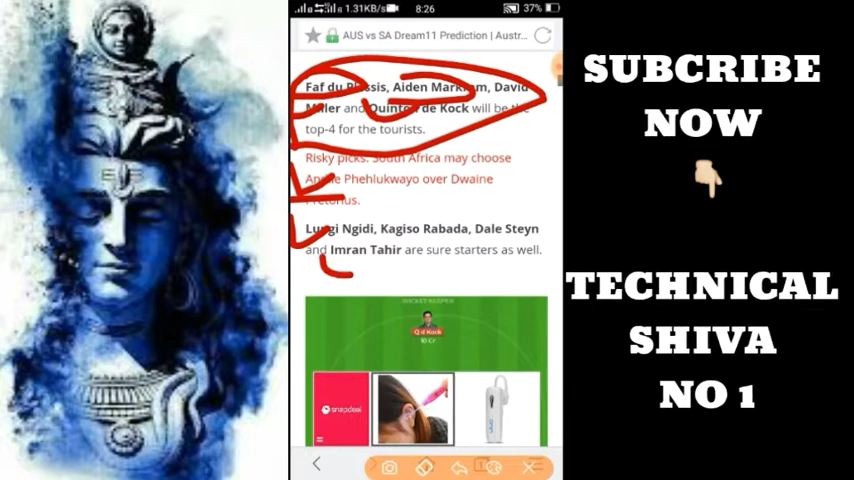 1.31KB/s
8:26
37%
AUS vs SA Dream11 Prediction | Austr...
Faf du Plessis, Aiden Markram, David
Miller and Quinton de Kock will be the
top-4 for the tourists.
Risky picks: South Africa may choose
Andile Phehlukwayo over Dwaine
Pretorius.
Lungi Ngidi, Kagiso Rabada, Dale Steyn
and Imran Tahir are sure starters as well.
WICKET KEEPER
Q d Kock
10 Cr
snapdeal
SUBCRIBE
NOW
TECHNICAL
SHIVA
NO 1